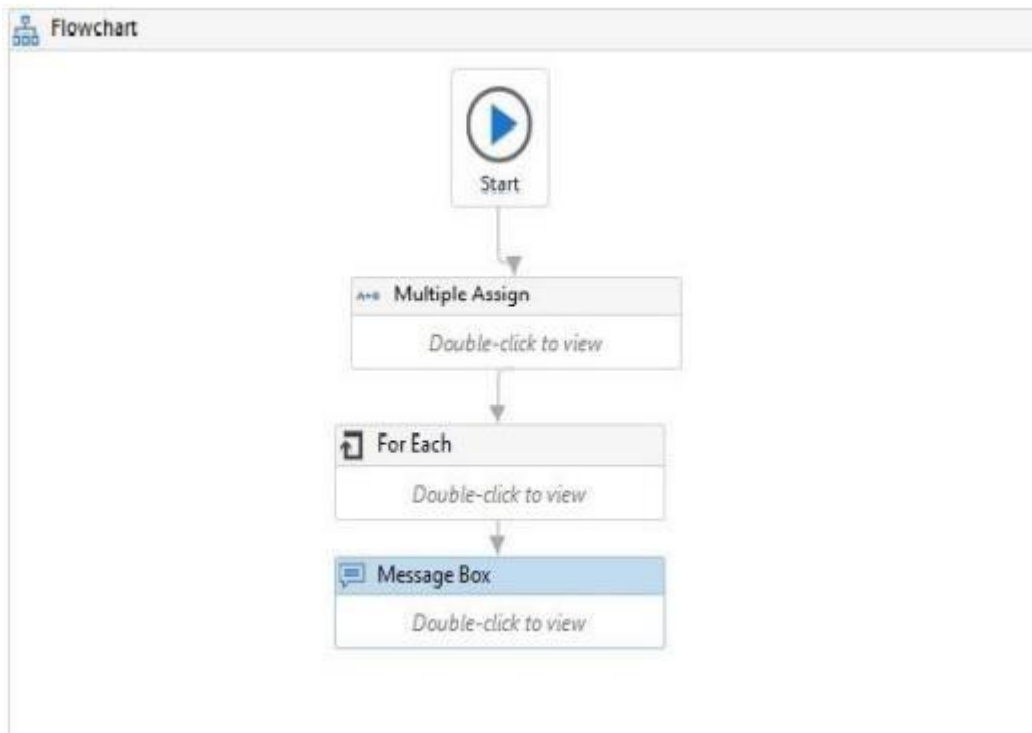 Flowchart
Start
A+B Multiple Assign
Double-click to view
For Each
Double-click to view
Message Box
Double-click to view